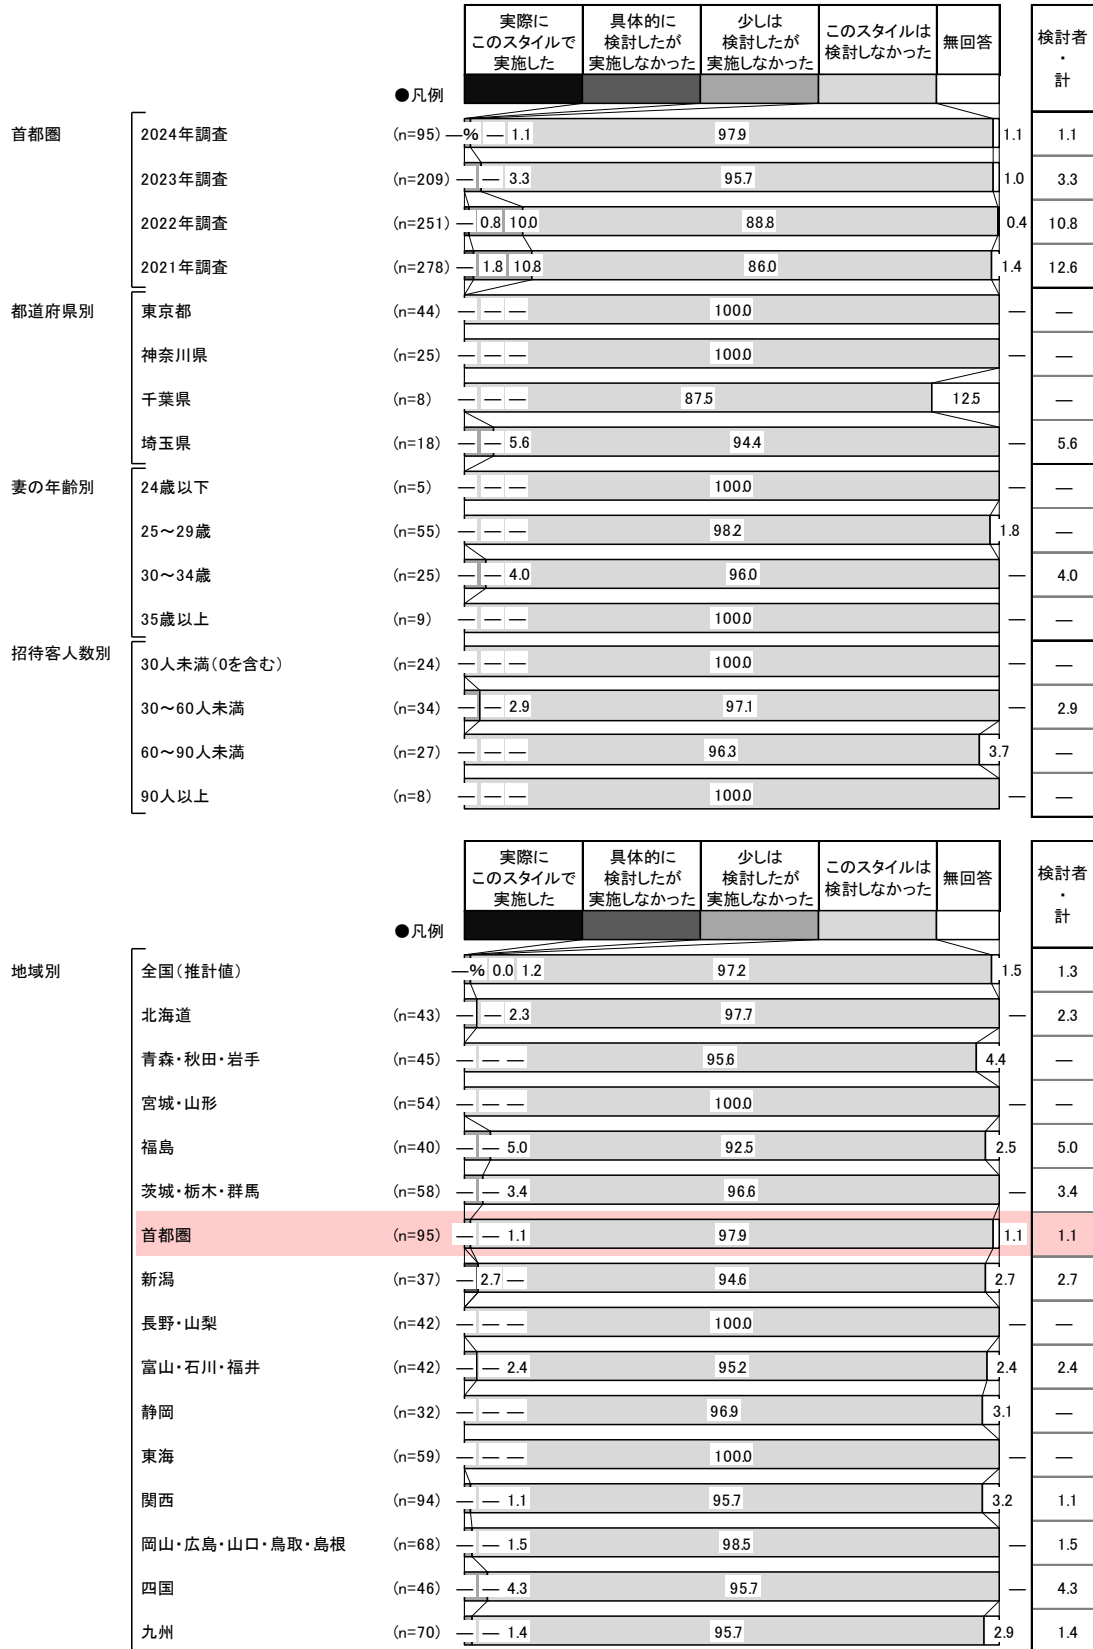 実際に
このスタイルで
実施した
具体的に
検討したが
実施しなかった
少しは
検討したが
実施しなかった
このスタイルは
検討しなかった
無回答
検討者
・
計
●凡例
首都圏 2024年調査 (n=95) —% — 1.1 97.9 1.1 1.1
2023年調査 (n=209) — — 3.3 95.7 1.0 3.3
2022年調査 (n=251) — 0.8 10.0 88.8 0.4 10.8
2021年調査 (n=278) — 1.8 10.8 86.0 1.4 12.6
都道府県別 東京都 (n=44) — — — 100.0 — —
神奈川県 (n=25) — — — 100.0 — —
千葉県 (n=8) — — — 87.5 12.5 —
埼玉県 (n=18) — — 5.6 94.4 — 5.6
妻の年齢別 24歳以下 (n=5) — — — 100.0 — —
25～29歳 (n=55) — — — 98.2 1.8 —
30～34歳 (n=25) — — 4.0 96.0 — 4.0
35歳以上 (n=9) — — — 100.0 — —
招待客人数別 30人未満(0を含む) (n=24) — — — 100.0 — —
30～60人未満 (n=34) — — 2.9 97.1 — 2.9
60～90人未満 (n=27) — — — 96.3 3.7 —
90人以上 (n=8) — — — 100.0 — —
実際に
このスタイルで
実施した
具体的に
検討したが
実施しなかった
少しは
検討したが
実施しなかった
このスタイルは
検討しなかった
無回答
検討者
・
計
●凡例
地域別 全国(推計値) —% 0.0 1.2 97.2 1.5 1.3
北海道 (n=43) — — 2.3 97.7 — 2.3
青森・秋田・岩手 (n=45) — — — 95.6 4.4 —
宮城・山形 (n=54) — — — 100.0 — —
福島 (n=40) — — 5.0 92.5 2.5 5.0
茨城・栃木・群馬 (n=58) — — 3.4 96.6 — 3.4
首都圏 (n=95) — — 1.1 97.9 1.1 1.1
新潟 (n=37) — 2.7 — 94.6 2.7 2.7
長野・山梨 (n=42) — — — 100.0 — —
富山・石川・福井 (n=42) — — 2.4 95.2 2.4 2.4
静岡 (n=32) — — — 96.9 3.1 —
東海 (n=59) — — — 100.0 — —
関西 (n=94) — — 1.1 95.7 3.2 1.1
岡山・広島・山口・鳥取・島根 (n=68) — — 1.5 98.5 — 1.5
四国 (n=46) — — 4.3 95.7 — 4.3
九州 (n=70) — — 1.4 95.7 2.9 1.4